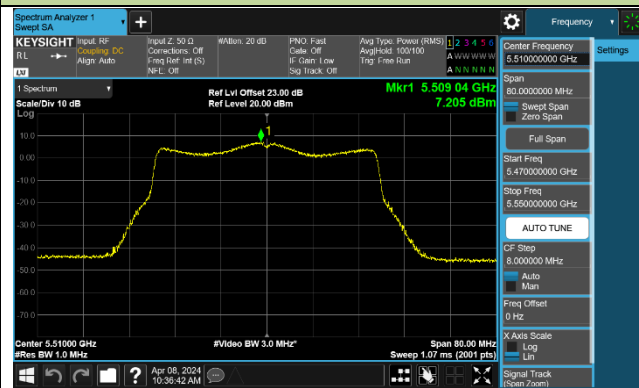 Spectrum Analyzer 1
Swept SA
Frequency
KEYSIGHT
RL
LXI
Input: RF
Coupling: DC
Align: Auto
Input Z: 50 Ω
Corrections: Off
Freq Ref: Int (S)
NFE: Off
#Atten: 20 dB
PNO: Fast
Gate: Off
IF Gain: Low
Sig Track: Off
Avg Type: Power (RMS)
Avg|Hold: 100/100
Trig: Free Run
1 2 3 4 5 6
A W W W W W
A N N N N N
Center Frequency
5.510000000 GHz
Settings
Span
80.0000000 MHz
Swept Span
Zero Span
Full Span
Start Freq
5.470000000 GHz
Stop Freq
5.550000000 GHz
AUTO TUNE
CF Step
8.000000 MHz
Auto
Man
Freq Offset
0 Hz
X Axis Scale
Log
Lin
Signal Track
(Span Zoom)
1 Spectrum
Scale/Div 10 dB
Log
Ref Lvl Offset 23.00 dB
Ref Level 20.00 dBm
Mkr1 5.509 04 GHz
7.205 dBm
1
10.0
0.00
-10.0
-20.0
-30.0
-40.0
-50.0
-60.0
-70.0
Center 5.51000 GHz
#Res BW 1.0 MHz
#Video BW 3.0 MHz*
Span 80.00 MHz
Sweep 1.07 ms (2001 pts)
?
Apr 08, 2024
10:36:42 AM